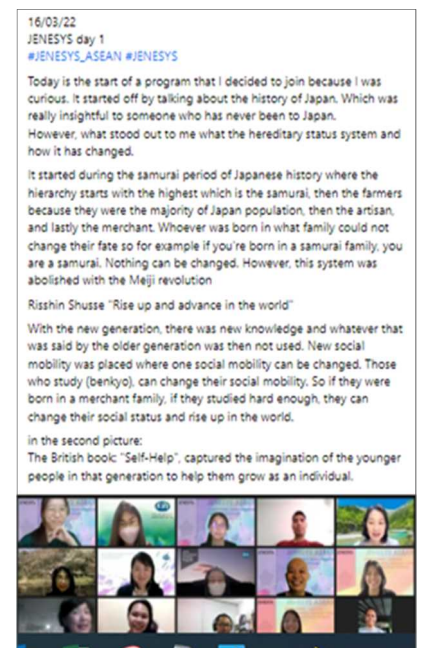 16/03/22
JENESYS day 1
#JENESYS_ASEAN #JENESYS
Today is the start of a program that I decided to join because I was
curious. It started off by talking about the history of Japan. Which was
really insightful to someone who has never been to Japan.
However, what stood out to me what the hereditary status system and
how it has changed.
It started during the samurai period of Japanese history where the
hierarchy starts with the highest which is the samurai, then the farmers
because they were the majority of Japan population, then the artisan,
and lastly the merchant. Whoever was born in what family could not
change their fate so for example if you're born in a samurai family, you
are a samurai. Nothing can be changed. However, this system was
abolished with the Meiji revolution
Risshin Shusse "Rise up and advance in the world"
With the new generation, there was new knowledge and whatever that
was said by the older generation was then not used. New social
mobility was placed where one social mobility can be changed. Those
who study (benkyo), can change their social mobility. So if they were
born in a merchant family, if they studied hard enough, they can
change their social status and rise up in the world.
in the second picture:
The British book: "Self-Help", captured the imagination of the younger
people in that generation to help them grow as an individual.